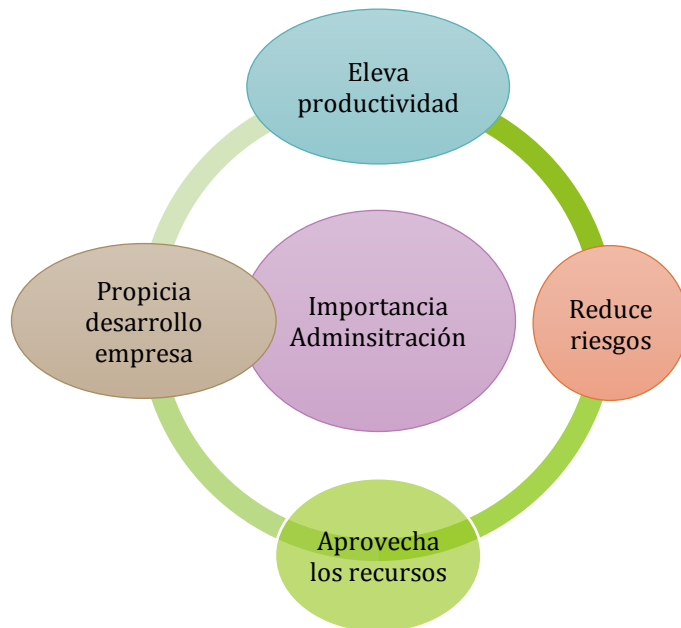 Eleva
productividad
Propicia
desarrollo
empresa
Importancia
Adminsitración
Reduce
riesgos
Aprovecha
los recursos